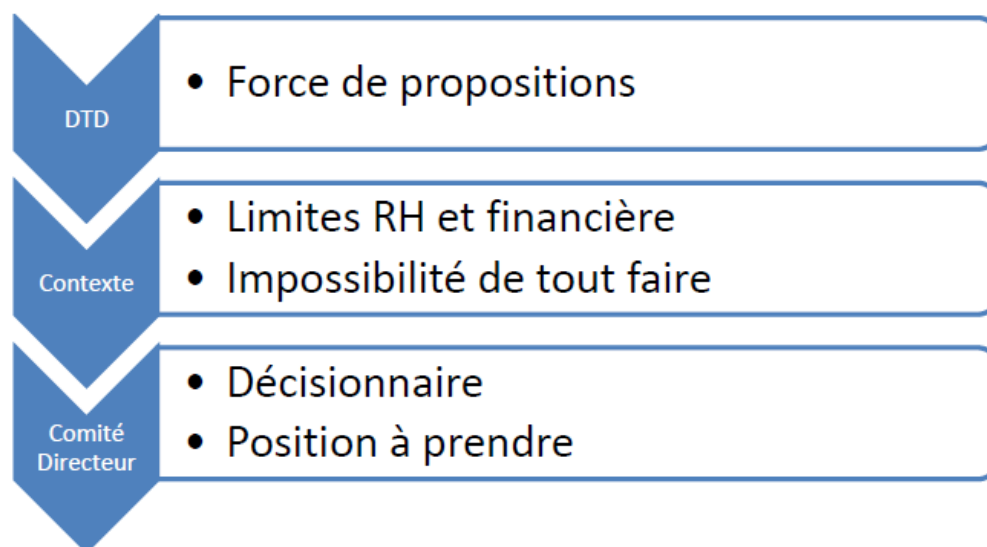 DTD
• Force de propositions
Contexte
• Limites RH et financière
• Impossibilité de tout faire
Comité
Directeur
• Décisionnaire
• Position à prendre